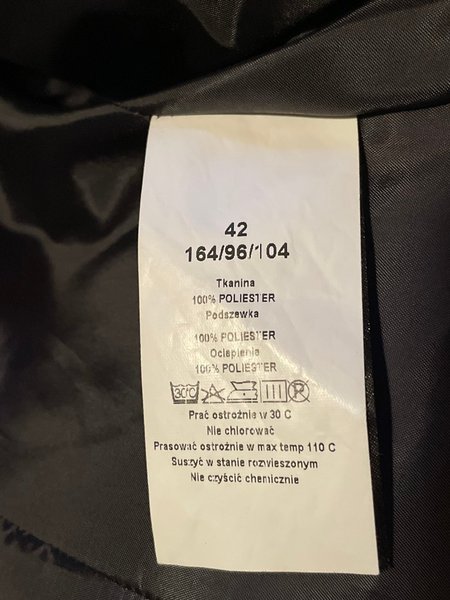 42
164/96/104
Tkanina
100% POLIESTER
Podszewka
100% POLIESTER
Ocieplenie
100% POLIESTER
30°C
Prać ostrożnie w 30 C
Nie chlorować
Prasować ostrożnie w max temp 110 C
Suszyć w stanie rozwieszonym
Nie czyścić chemicznie